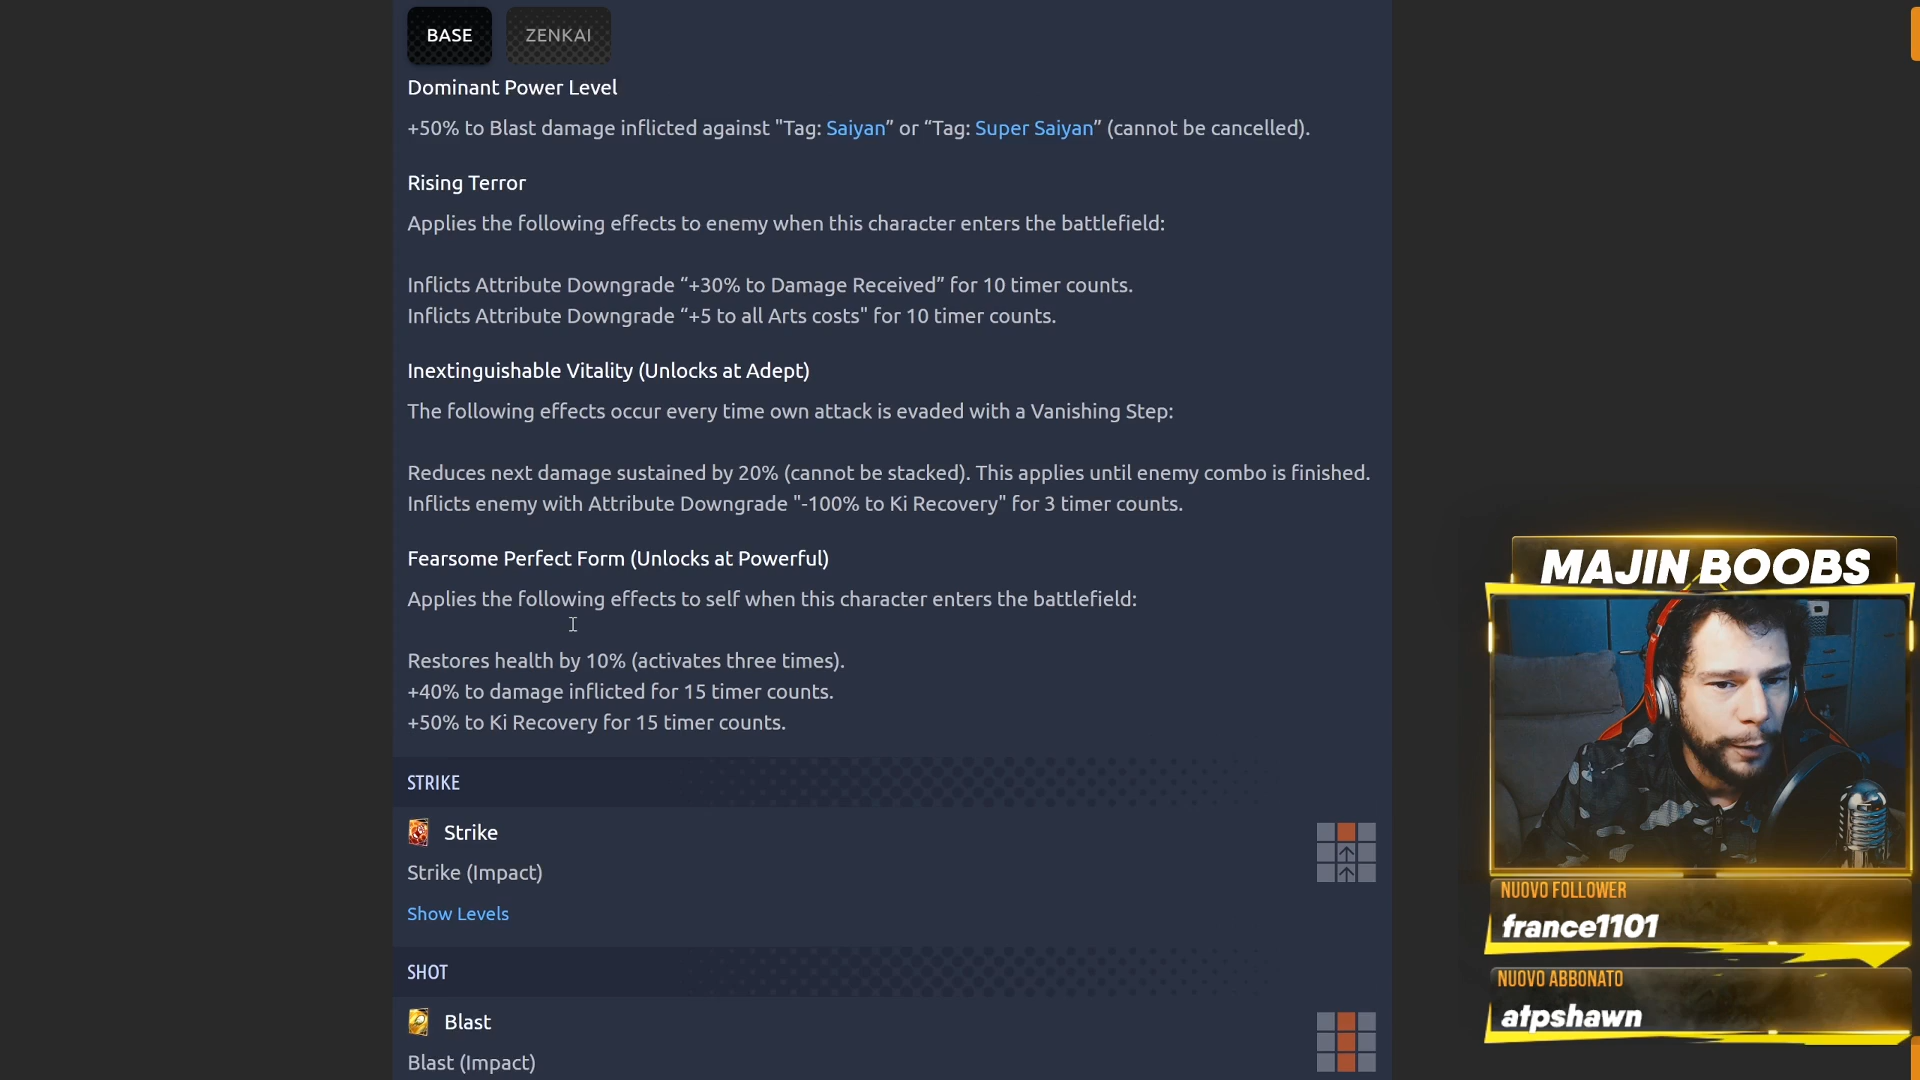 BASE
ZENKAI
Dominant Power Level
+50% to Blast damage inflicted against "Tag: Saiyan” or “Tag: Super Saiyan” (cannot be cancelled).
Rising Terror
Applies the following effects to enemy when this character enters the battlefield:
Inflicts Attribute Downgrade “+30% to Damage Received” for 10 timer counts.
Inflicts Attribute Downgrade “+5 to all Arts costs" for 10 timer counts.
Inextinguishable Vitality (Unlocks at Adept)
The following effects occur every time own attack is evaded with a Vanishing Step:
Reduces next damage sustained by 20% (cannot be stacked). This applies until enemy combo is finished.
Inflicts enemy with Attribute Downgrade "-100% to Ki Recovery" for 3 timer counts.
Fearsome Perfect Form (Unlocks at Powerful)
Applies the following effects to self when this character enters the battlefield:
Restores health by 10% (activates three times).
+40% to damage inflicted for 15 timer counts.
+50% to Ki Recovery for 15 timer counts.
STRIKE
Strike
Strike (Impact)
Show Levels
SHOT
Blast
Blast (Impact)
MAJIN BOOBS
NUOVO FOLLOWER
france1101
NUOVO ABBONATO
atpshawn